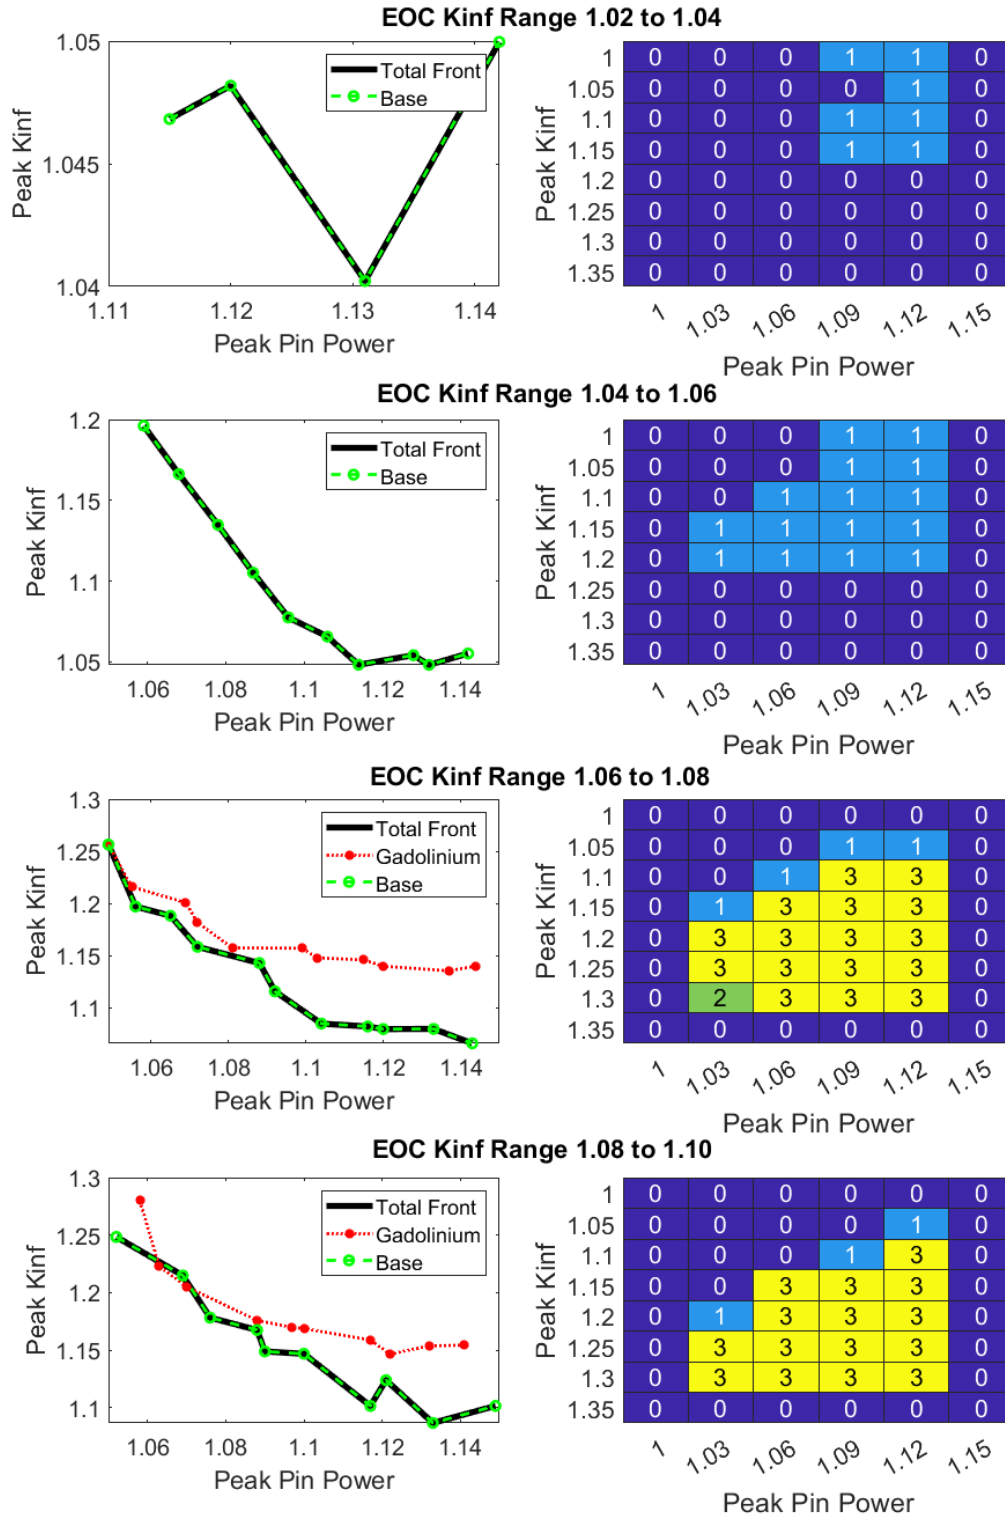 EOC Kinf Range 1.02 to 1.04
1.05
1.045
1.04
Peak Kinf
Total Front
Base
1.11 1.12 1.13 1.14
Peak Pin Power
Peak Kinf
1 0 0 0 1 1 0
1.05 0 0 0 0 1 0
1.1 0 0 0 1 1 0
1.15 0 0 0 1 1 0
1.2 0 0 0 0 0 0
1.25 0 0 0 0 0 0
1.3 0 0 0 0 0 0
1.35 0 0 0 0 0 0
1 1.03 1.06 1.09 1.12 1.15
Peak Pin Power
EOC Kinf Range 1.04 to 1.06
1.2
1.15
1.1
1.05
Peak Kinf
Total Front
Base
1.06 1.08 1.1 1.12 1.14
Peak Pin Power
Peak Kinf
1 0 0 0 1 1 0
1.05 0 0 0 1 1 0
1.1 0 0 1 1 1 0
1.15 0 1 1 1 1 0
1.2 0 1 1 1 1 0
1.25 0 0 0 0 0 0
1.3 0 0 0 0 0 0
1.35 0 0 0 0 0 0
1 1.03 1.06 1.09 1.12 1.15
Peak Pin Power
EOC Kinf Range 1.06 to 1.08
1.3
1.25
1.2
1.15
1.1
Peak Kinf
Total Front
Gadolinium
Base
1.06 1.08 1.1 1.12 1.14
Peak Pin Power
Peak Kinf
1 0 0 0 0 0 0
1.05 0 0 0 1 1 0
1.1 0 0 1 3 3 0
1.15 0 1 3 3 3 0
1.2 0 3 3 3 3 0
1.25 0 3 3 3 3 0
1.3 0 2 3 3 3 0
1.35 0 0 0 0 0 0
1 1.03 1.06 1.09 1.12 1.15
Peak Pin Power
EOC Kinf Range 1.08 to 1.10
1.3
1.25
1.2
1.15
1.1
Peak Kinf
Total Front
Gadolinium
Base
1.06 1.08 1.1 1.12 1.14
Peak Pin Power
Peak Kinf
1 0 0 0 0 0 0
1.05 0 0 0 0 1 0
1.1 0 0 0 1 3 0
1.15 0 0 3 3 3 0
1.2 0 1 3 3 3 0
1.25 0 3 3 3 3 0
1.3 0 3 3 3 3 0
1.35 0 0 0 0 0 0
1 1.03 1.06 1.09 1.12 1.15
Peak Pin Power